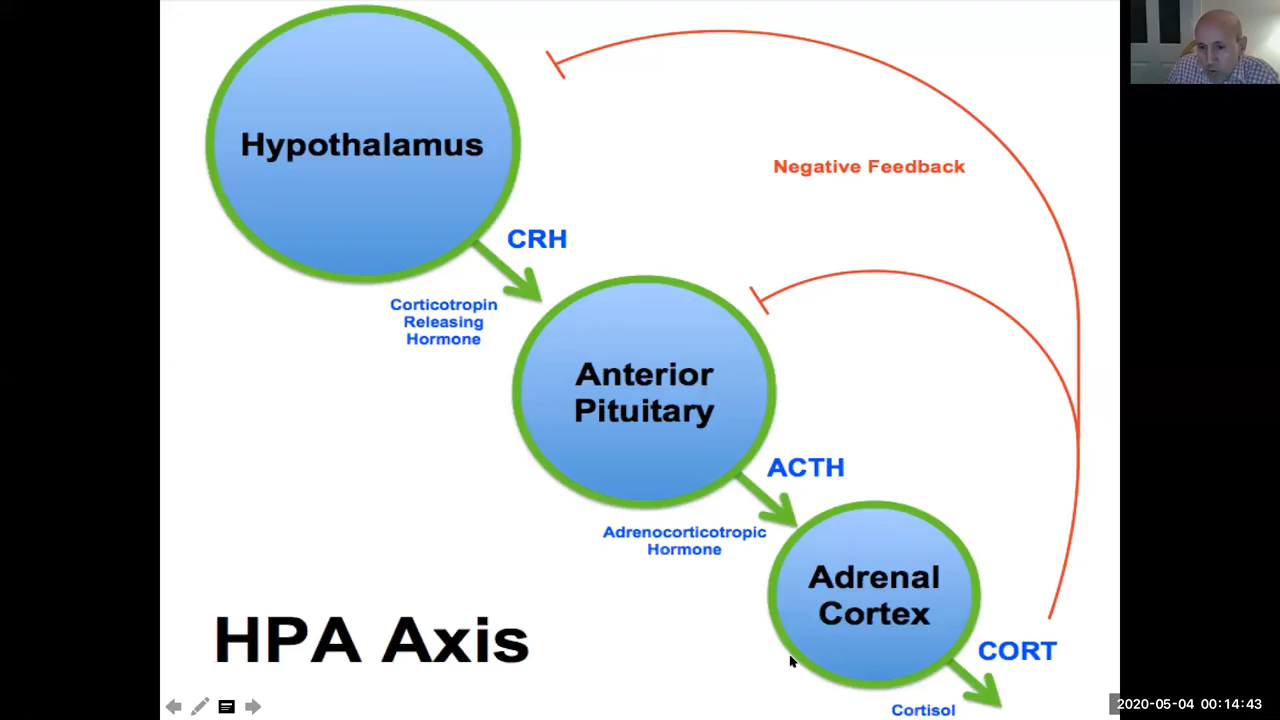 Hypothalamus
Negative Feedback
CRH
Corticotropin
Releasing
Hormone
Anterior
Pituitary
ACTH
Adrenocorticotropic
Hormone
Adrenal
Cortex
HPA Axis
CORT
Cortisol
2020-05-04 00:14:43